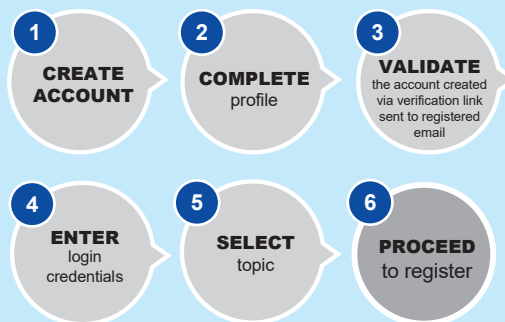 1
CREATE
ACCOUNT
2
COMPLETE
profile
3
VALIDATE
the account created
via verification link
sent to registered
email
4
ENTER
login
credentials
5
SELECT
topic
6
PROCEED
to register